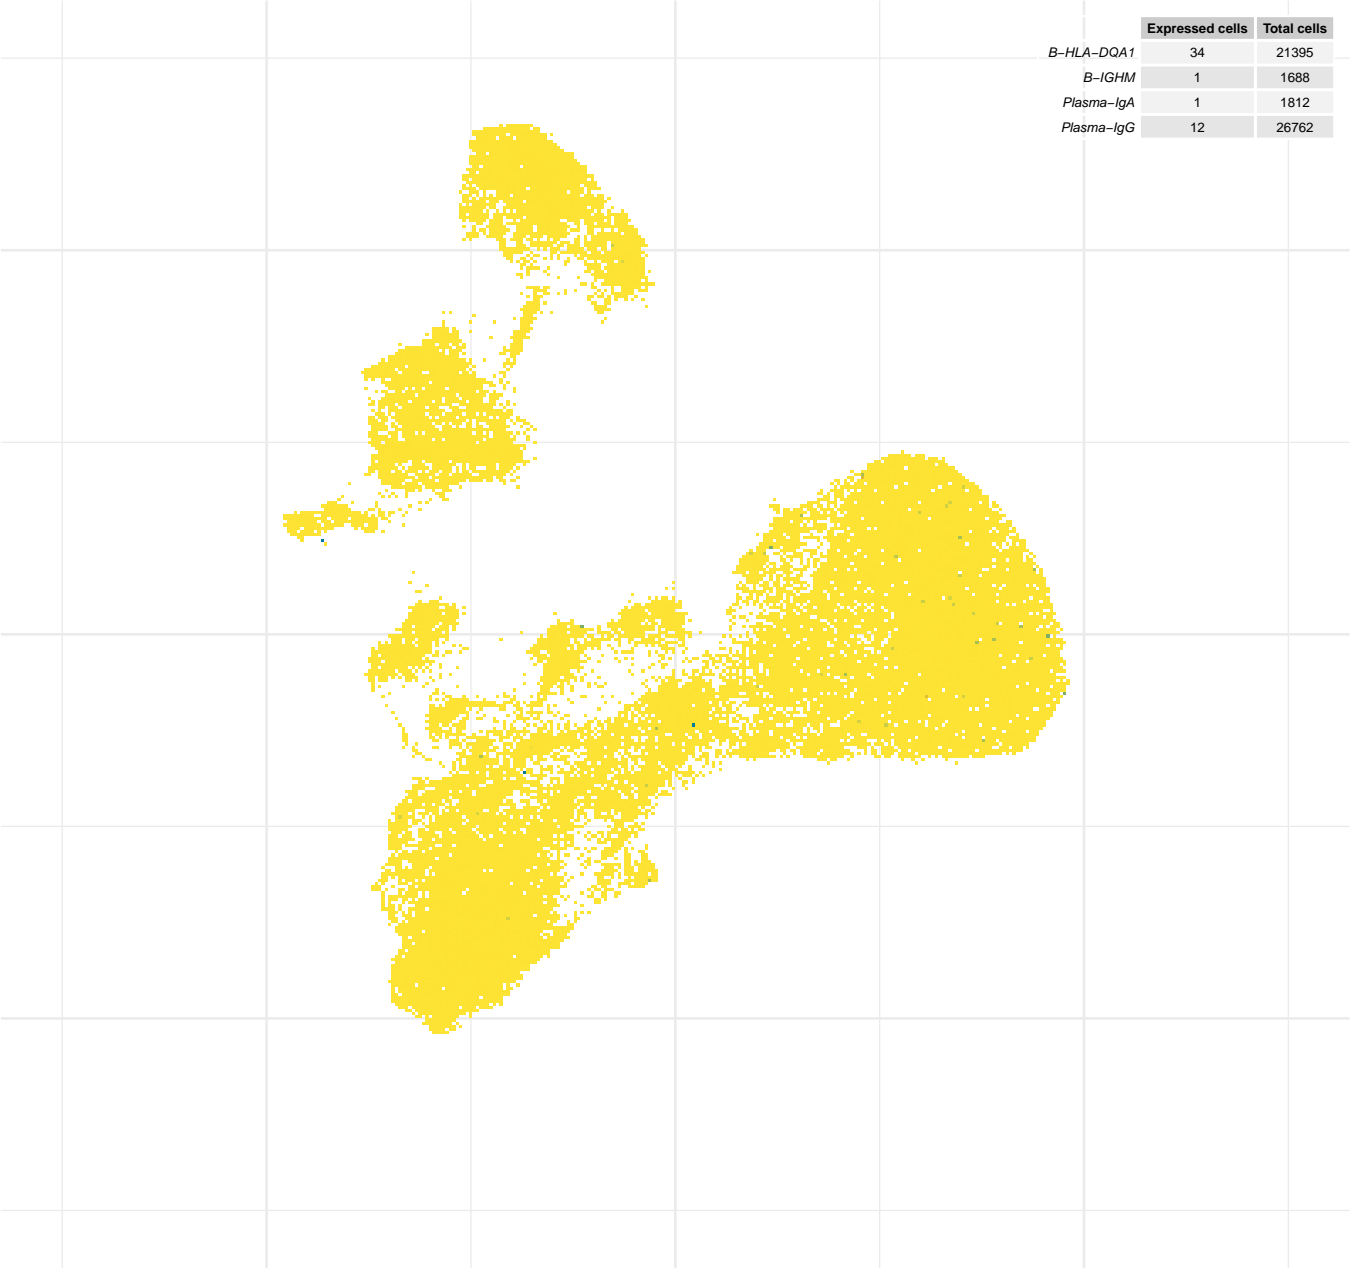 Expressed cells Total cells
B−HLA−DQA1 34 21395
B−IGHM 1 1688
Plasma−IgA 1 1812
Plasma−IgG 12 26762